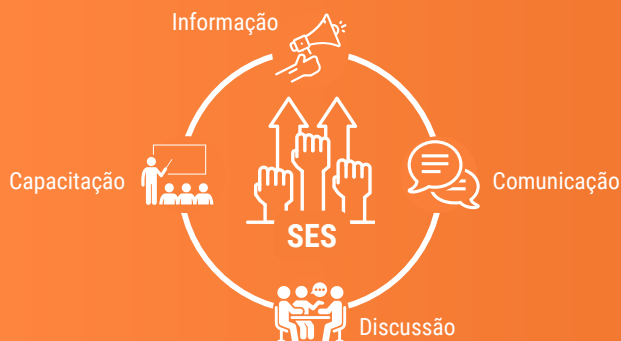 Informação
Capacitação
Comunicação
SES
Discussão